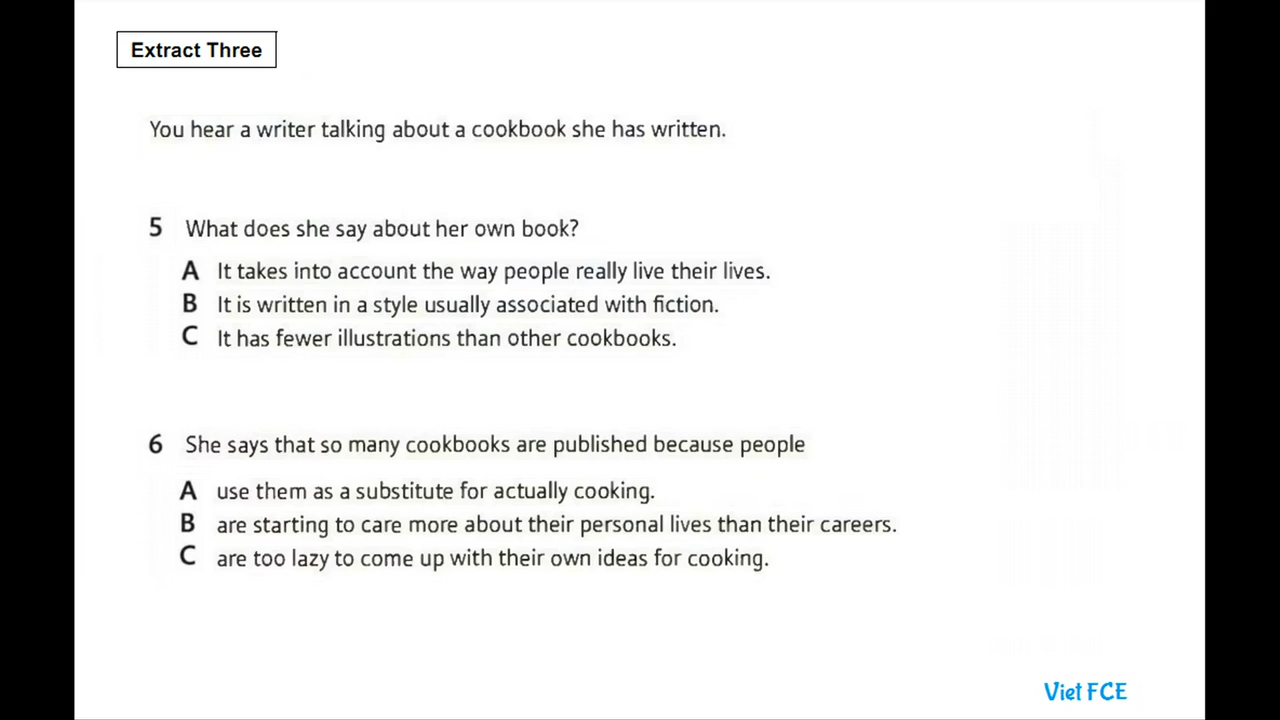 Extract Three
You hear a writer talking about a cookbook she has written.
5 What does she say about her own book?
A It takes into account the way people really live their lives.
B It is written in a style usually associated with fiction.
C It has fewer illustrations than other cookbooks.
6 She says that so many cookbooks are published because people
A use them as a substitute for actually cooking.
B are starting to care more about their personal lives than their careers.
C are too lazy to come up with their own ideas for cooking.
Viet FCE